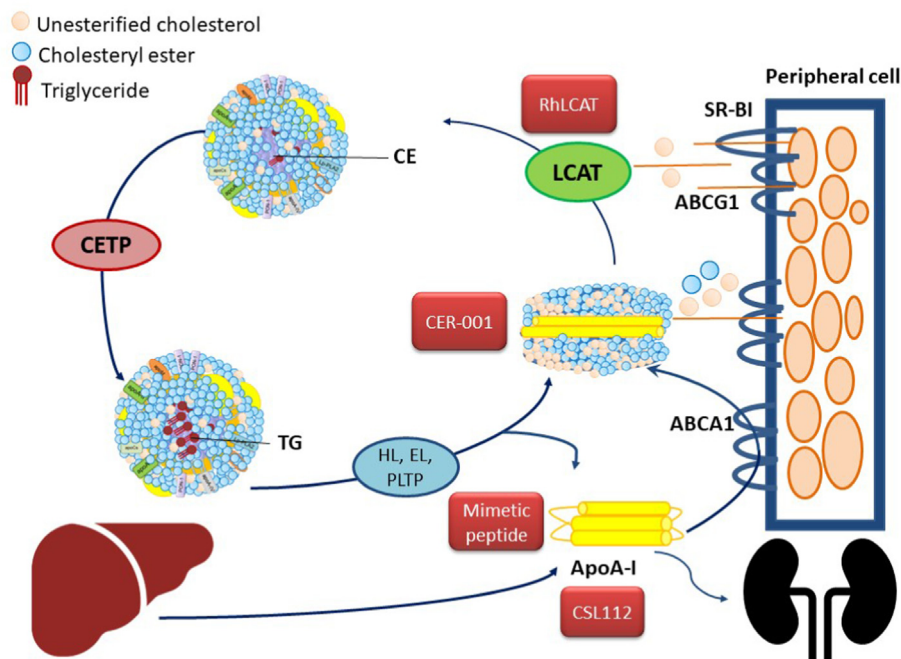 Unesterified cholesterol
Cholesteryl ester
Triglyceride
CE
CETP
TG
HL, EL,
PLTP
RhLCAT
LCAT
CER-001
Mimetic
peptide
ApoA-I
CSL112
Peripheral cell
SR-BI
ABCG1
ABCA1